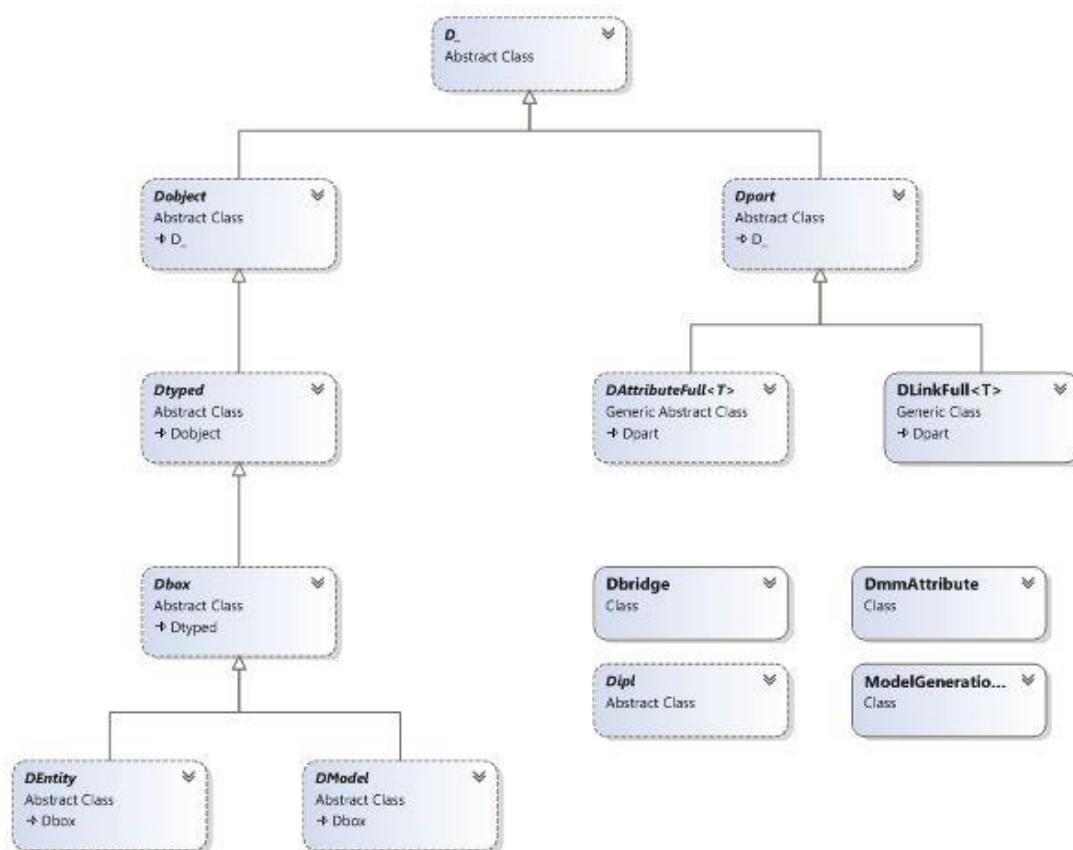 D_
Abstract Class
Dobject
Abstract Class
D_
Dpart
Abstract Class
D_
Dtyped
Abstract Class
Dobject
DAttributeFull<T>
Generic Abstract Class
Dpart
DLinkFull<T>
Generic Class
Dpart
Dbox
Abstract Class
Dtyped
Dbridge
Class
DmmAttribute
Class
Dipl
Abstract Class
ModelGeneratio...
Class
DEntity
Abstract Class
Dbox
DModel
Abstract Class
Dbox